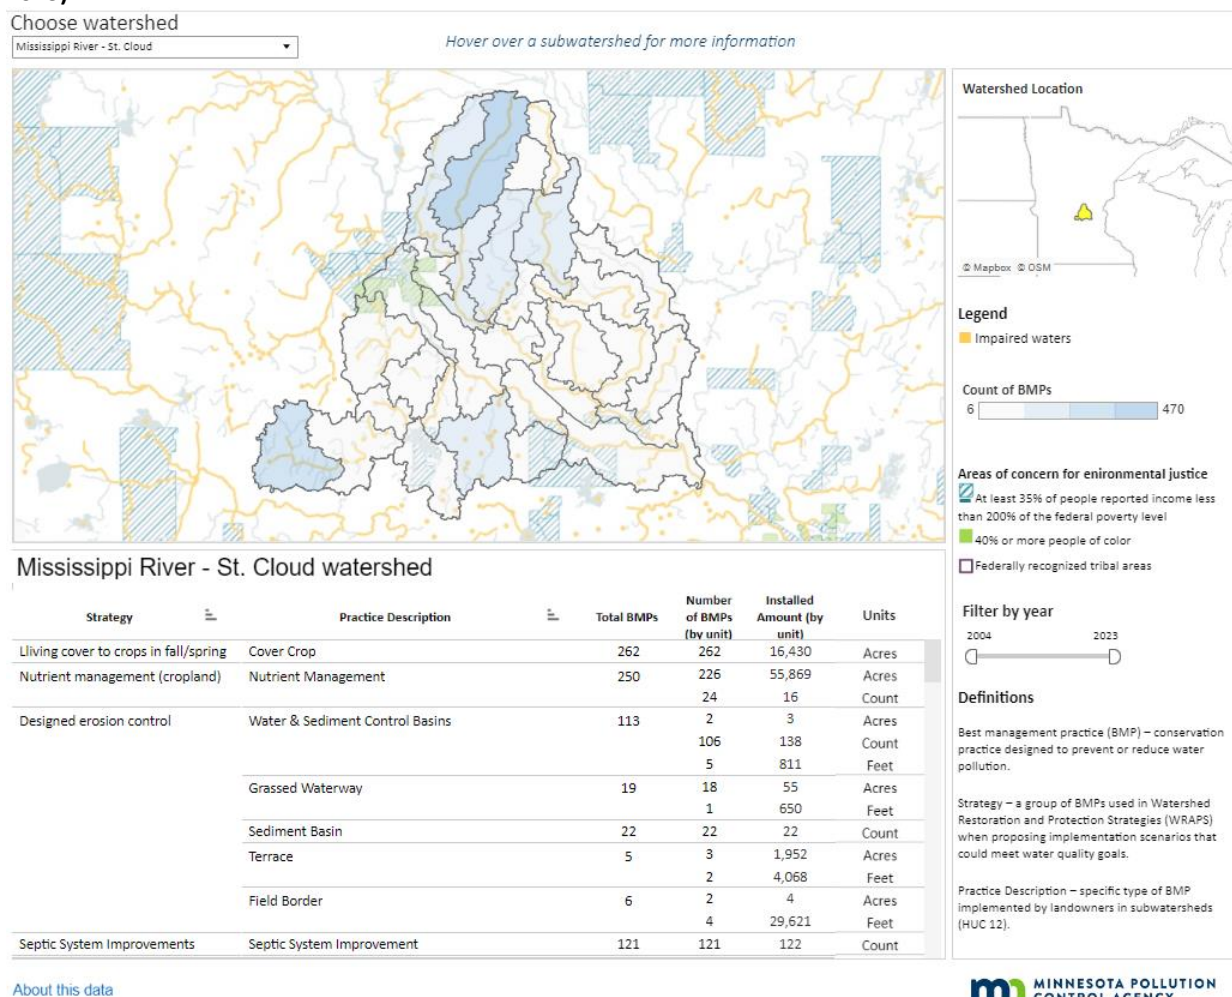 Choose watershed
Mississippi River - St. Cloud
Hover over a subwatershed for more information
Watershed Location
© Mapbox © OSM
Legend
Impaired waters
Count of BMPs
6 470
Areas of concern for enironmental justice
At least 35% of people reported income less
than 200% of the federal poverty level
40% or more people of color
Federally recognized tribal areas
Filter by year
2004 2023
Definitions
Best management practice (BMP) – conservation
practice designed to prevent or reduce water
pollution.
Strategy – a group of BMPs used in Watershed
Restoration and Protection Strategies (WRAPS)
when proposing implementation scenarios that
could meet water quality goals.
Practice Description – specific type of BMP
implemented by landowners in subwatersheds
(HUC 12).
Mississippi River - St. Cloud watershed
Strategy Practice Description Total BMPs Number of BMPs (by unit) Installed Amount (by unit) Units
Lliving cover to crops in fall/spring Cover Crop 262 262 16,430 Acres
Nutrient management (cropland) Nutrient Management 250 226 55,869 Acres
24 16 Count
Designed erosion control Water & Sediment Control Basins 113 2 3 Acres
106 138 Count
5 811 Feet
Grassed Waterway 19 18 55 Acres
1 650 Feet
Sediment Basin 22 22 22 Count
Terrace 5 3 1,952 Acres
2 4,068 Feet
Field Border 6 2 4 Acres
4 29,621 Feet
Septic System Improvements Septic System Improvement 121 121 122 Count
About this data
MINNESOTA POLLUTION
CONTROL AGENCY